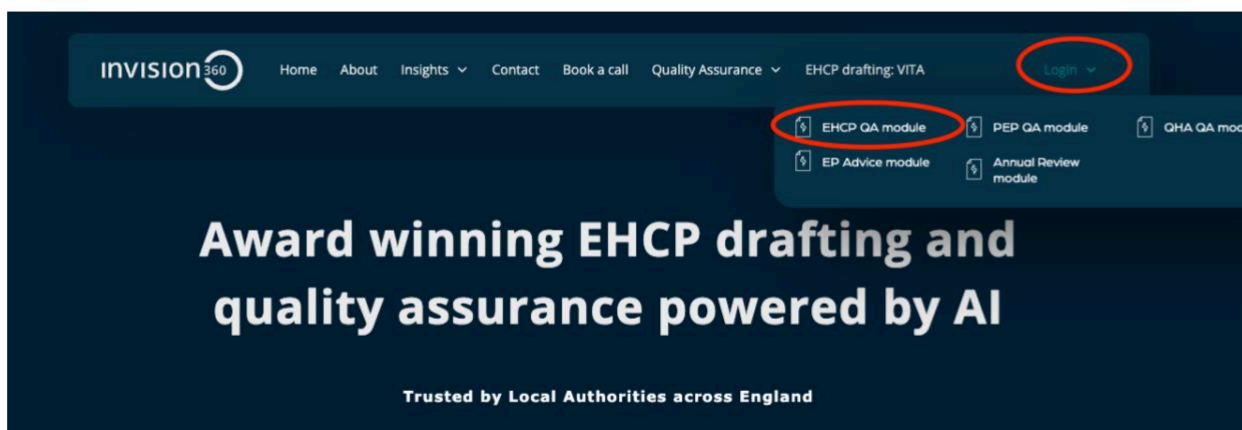 invision360
Home About Insights Contact Book a call Quality Assurance EHCP drafting: VITA Login
EHCP QA module PEP QA module QHA QA
EP Advice module Annual Review
module
Award winning EHCP drafting and
quality assurance powered by AI
Trusted by Local Authorities across England